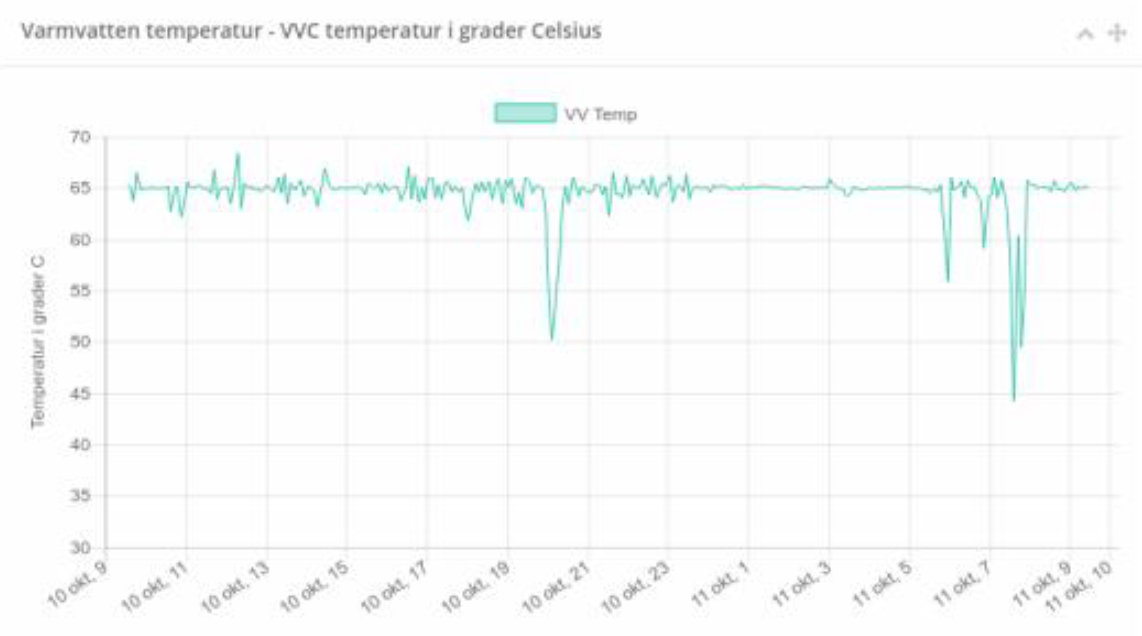 Varmvatten temperatur - VVC temperatur i grader Celsius
VV Temp
Temperatur i grader C
70
65
60
55
50
45
40
35
30
10 okt, 9
10 okt, 11
10 okt, 13
10 okt, 15
10 okt, 17
10 okt, 19
10 okt, 21
10 okt, 23
11 okt, 1
11 okt, 3
11 okt, 5
11 okt, 7
11 okt, 9
11 okt, 10